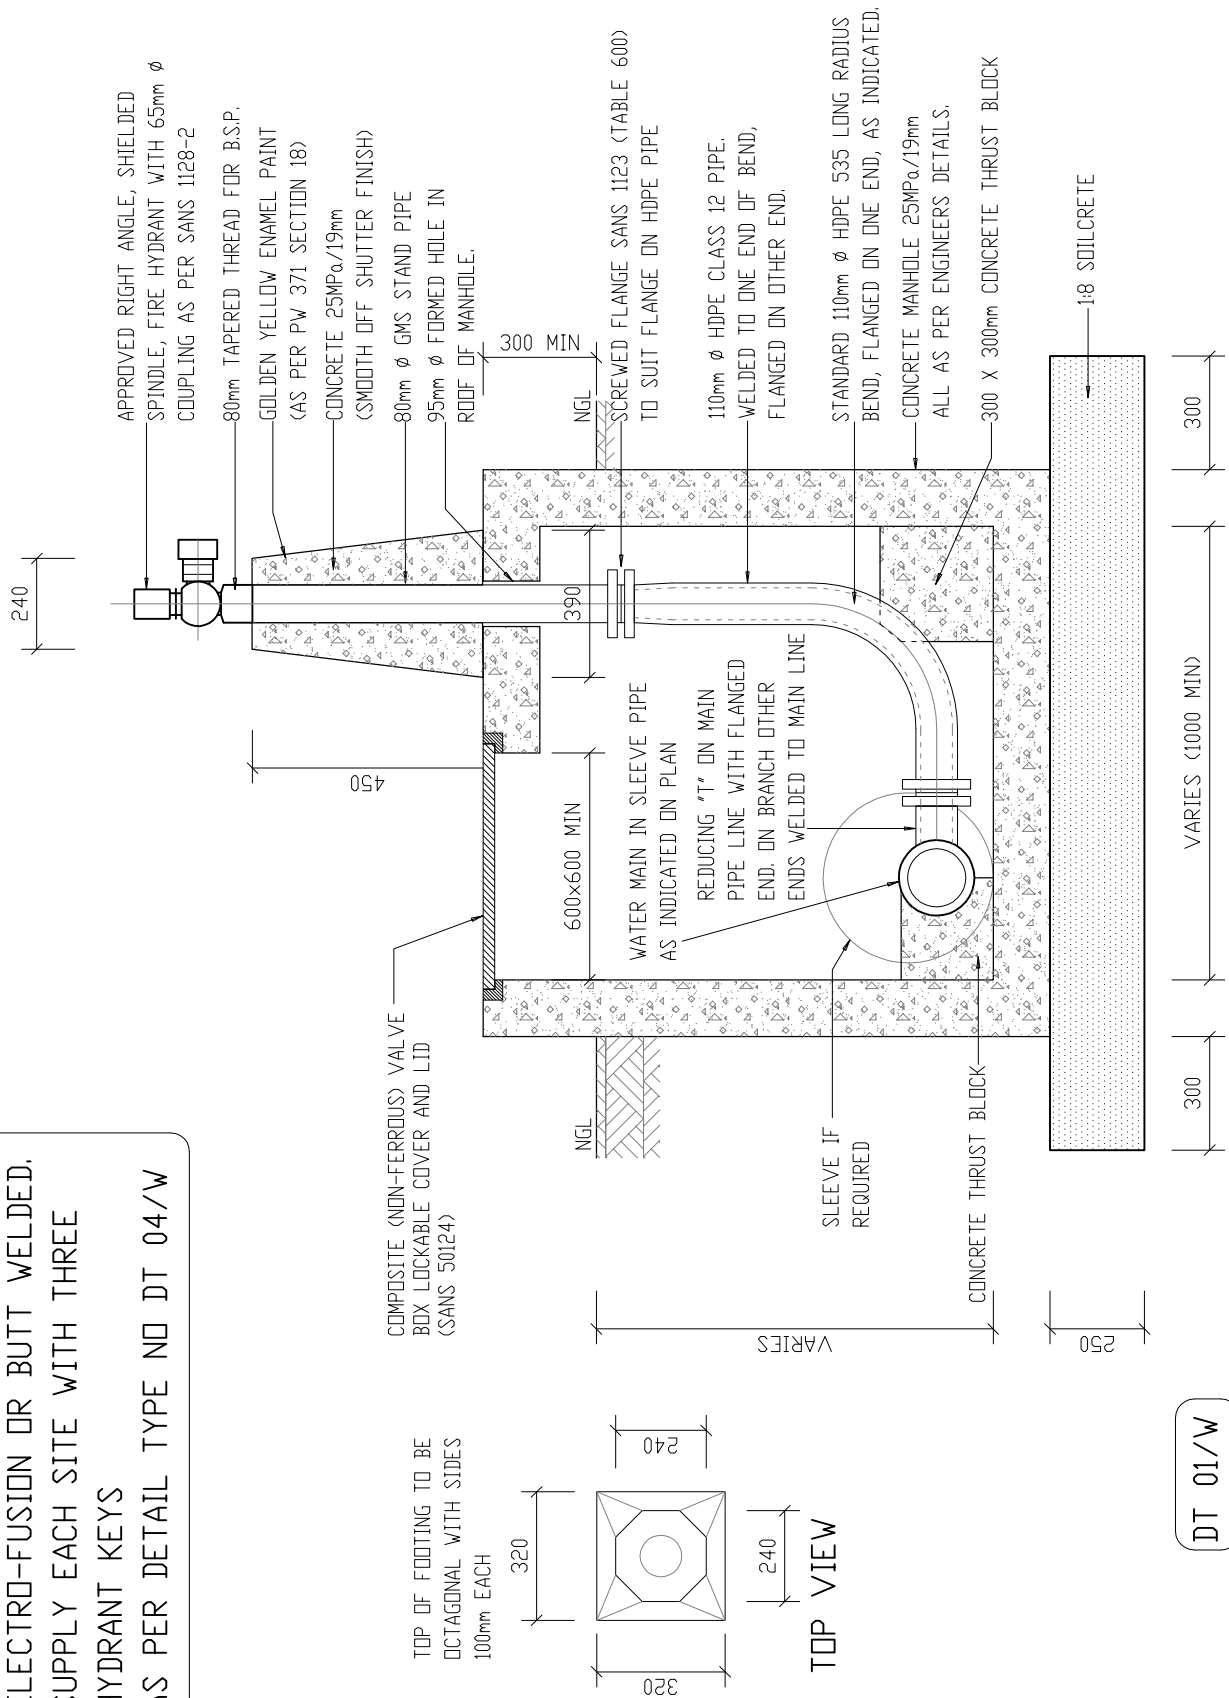 ELECTRO-FUSION OR BUTT WELDED.
SUPPLY EACH SITE WITH THREE
HYDRANT KEYS
AS PER DETAIL TYPE NO DT 04/W
APPROVED RIGHT ANGLE, SHIELDED
SPINDLE, FIRE HYDRANT WITH 65mm ø
COUPLING AS PER SANS 1128-2
80mm TAPERED THREAD FOR B.S.P.
GOLDEN YELLOW ENAMEL PAINT
(AS PER PW 371 SECTION 18)
CONCRETE 25MPa/19mm
(SMOOTH OFF SHUTTER FINISH)
80mm ø GMS STAND PIPE
95mm ø FORMED HOLE IN
ROOF OF MANHOLE.
300 MIN
NGL
SCREWED FLANGE SANS 1123 (TABLE 600)
TO SUIT FLANGE ON HDPE PIPE
110mm ø HDPE CLASS 12 PIPE.
WELDED TO ONE END OF BEND,
FLANGED ON OTHER END.
STANDARD 110mm ø HDPE 535 LONG RADIUS
BEND, FLANGED ON ONE END, AS INDICATED.
CONCRETE MANHOLE 25MPa/19mm
ALL AS PER ENGINEERS DETAILS.
300 X 300mm CONCRETE THRUST BLOCK
1:8 SOILCRETE
240
450
390
600x600 MIN
WATER MAIN IN SLEEVE PIPE
AS INDICATED ON PLAN
REDUCING "T" ON MAIN
PIPE LINE WITH FLANGED
END. ON BRANCH OTHER
ENDS WELDED TO MAIN LINE
COMPOSITE (NON-FERROUS) VALVE
BOX LOCKABLE COVER AND LID
(SANS 50124)
NGL
SLEEVE IF
REQUIRED
CONCRETE THRUST BLOCK
VARIES
250
300
VARIES (1000 MIN)
300
TOP OF FOOTING TO BE
OCTAGONAL WITH SIDES
100mm EACH
320
240
320
240
TOP VIEW
DT 01/W